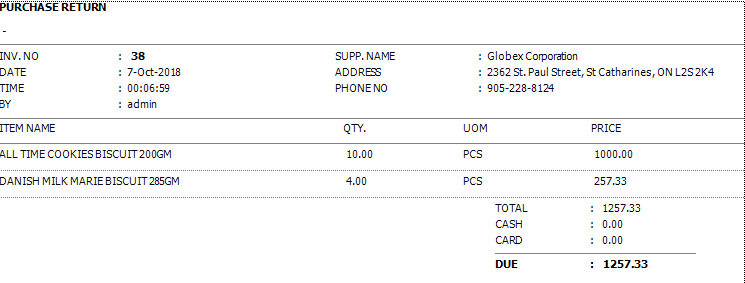 PURCHASE RETURN
-
INV. NO : 38 SUPP. NAME : Globex Corporation
DATE : 7-Oct-2018 ADDRESS : 2362 St. Paul Street, St Catharines, ON L2S 2K4
TIME : 00:06:59 PHONE NO : 905-228-8124
BY : admin
ITEM NAME QTY. UOM PRICE
ALL TIME COOKIES BISCUIT 200GM 10.00 PCS 1000.00
DANISH MILK MARIE BISCUIT 285GM 4.00 PCS 257.33
TOTAL : 1257.33
CASH : 0.00
CARD : 0.00
DUE : 1257.33